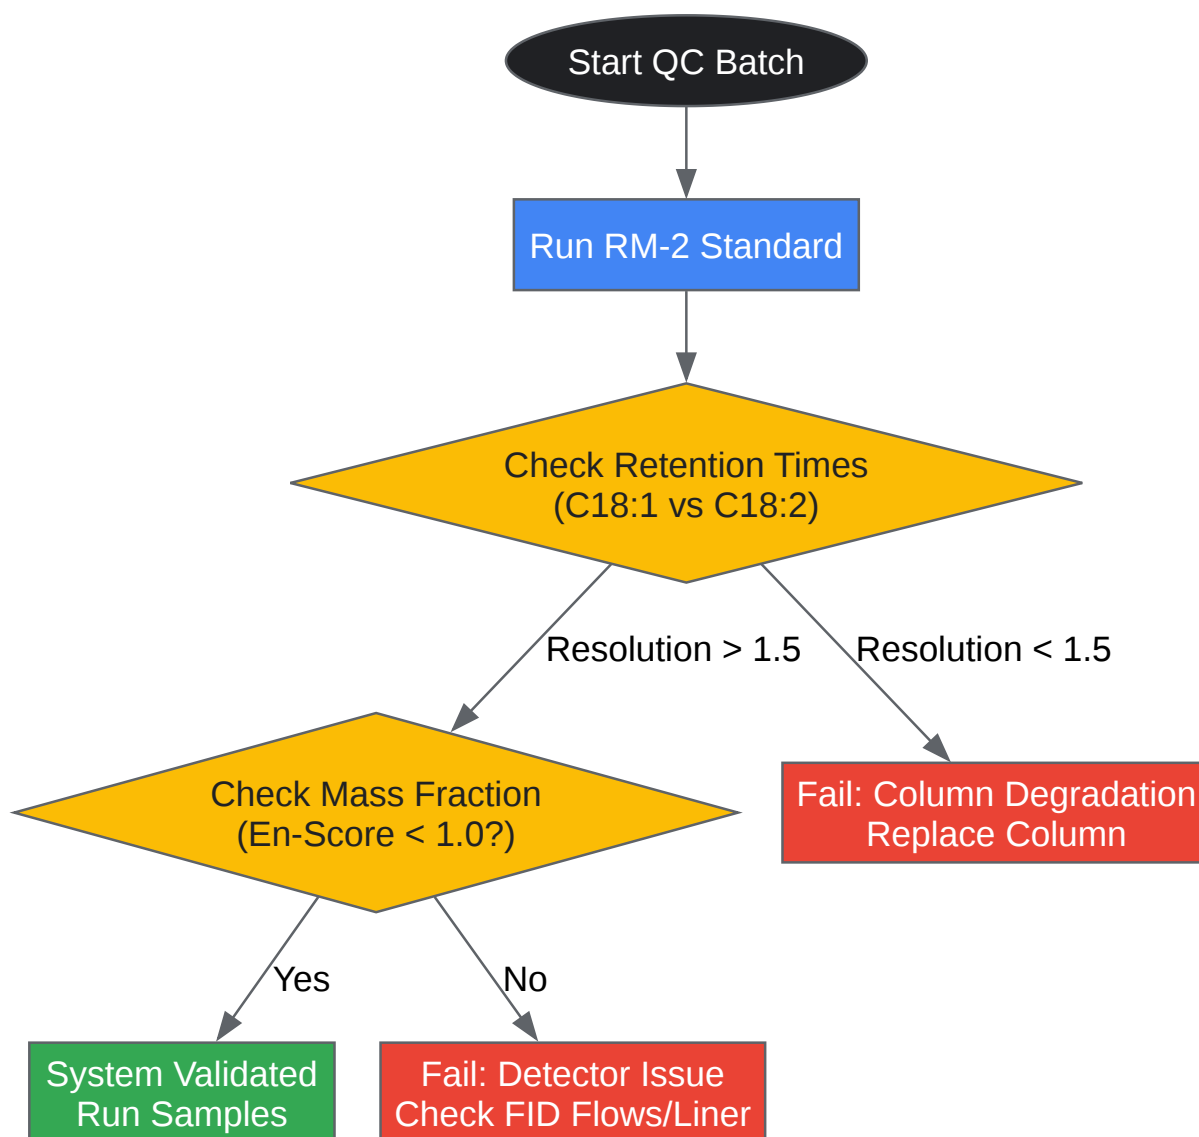 Start QC Batch
Run RM-2 Standard
Check Retention Times
(C18:1 vs C18:2)
Resolution > 1.5
Resolution < 1.5
Check Mass Fraction
(En-Score < 1.0?)
Fail: Column Degradation
Replace Column
Yes
No
System Validated
Run Samples
Fail: Detector Issue
Check FID Flows/Liner